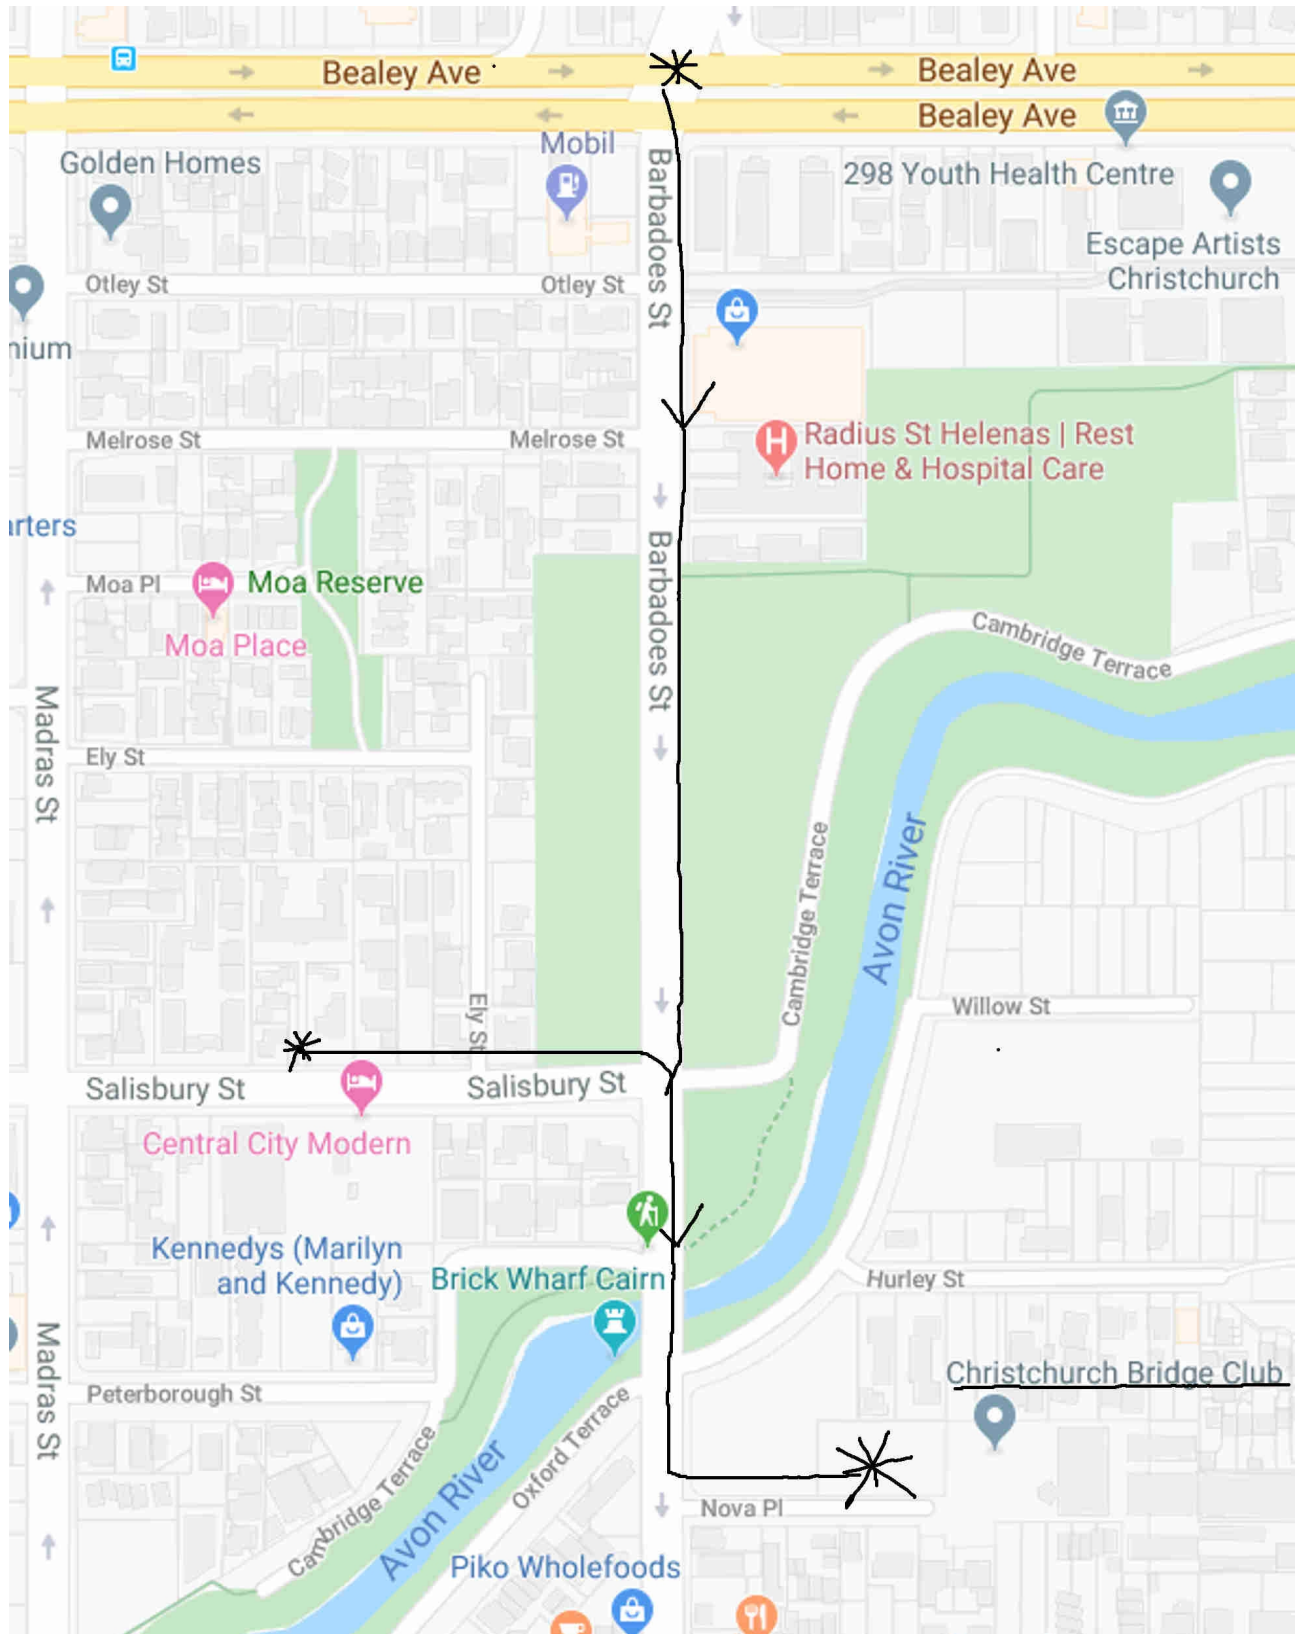 Bealey Ave
Bealey Ave
Bealey Ave
Mobil
Golden Homes
Barbadoes St
298 Youth Health Centre
Escape Artists
Christchurch
Otley St
Otley St
nium
Melrose St
Melrose St
Radius St Helenas | Rest
Home & Hospital Care
arters
Moa Pl
Moa Reserve
Moa Place
Barbadoes St
Cambridge Terrace
Madras St
Ely St
Avon River
Cambridge Terrace
Ely St
Willow St
Salisbury St
Salisbury St
Central City Modern
Kennedys (Marilyn
and Kennedy)
Brick Wharf Cairn
Hurley St
Madras St
Peterborough St
Christchurch Bridge Club
Cambridge Terrace
Avon River
Oxford Terrace
Nova Pl
Piko Wholefoods